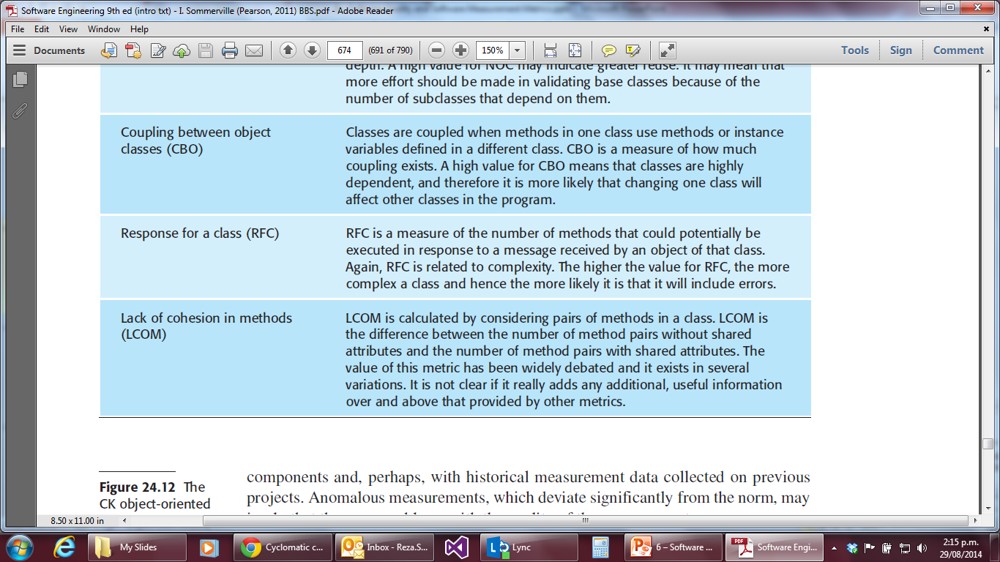 Software Engineering 9th ed (intro txt) - I. Sommerville (Pearson, 2011) BBS.pdf - Adobe Reader
File Edit View Window Help
Documents 674 (691 of 790) 150% Tools Sign Comment
depth. A high value for NOC may indicate greater reuse. It may mean that
more effort should be made in validating base classes because of the
number of subclasses that depend on them.
Coupling between object
classes (CBO)
Classes are coupled when methods in one class use methods or instance
variables defined in a different class. CBO is a measure of how much
coupling exists. A high value for CBO means that classes are highly
dependent, and therefore it is more likely that changing one class will
affect other classes in the program.
Response for a class (RFC)
RFC is a measure of the number of methods that could potentially be
executed in response to a message received by an object of that class.
Again, RFC is related to complexity. The higher the value for RFC, the more
complex a class and hence the more likely it is that it will include errors.
Lack of cohesion in methods
(LCOM)
LCOM is calculated by considering pairs of methods in a class. LCOM is
the difference between the number of method pairs without shared
attributes and the number of method pairs with shared attributes. The
value of this metric has been widely debated and it exists in several
variations. It is not clear if it really adds any additional, useful information
over and above that provided by other metrics.
Figure 24.12 The
CK object-oriented
components and, perhaps, with historical measurement data collected on previous
projects. Anomalous measurements, which deviate significantly from the norm, may
8.50 x 11.00 in
My Slides Cyclomatic c... Inbox - Reza.S... Lync 6 – Software ... Software Engi...
2:15 p.m.
29/08/2014